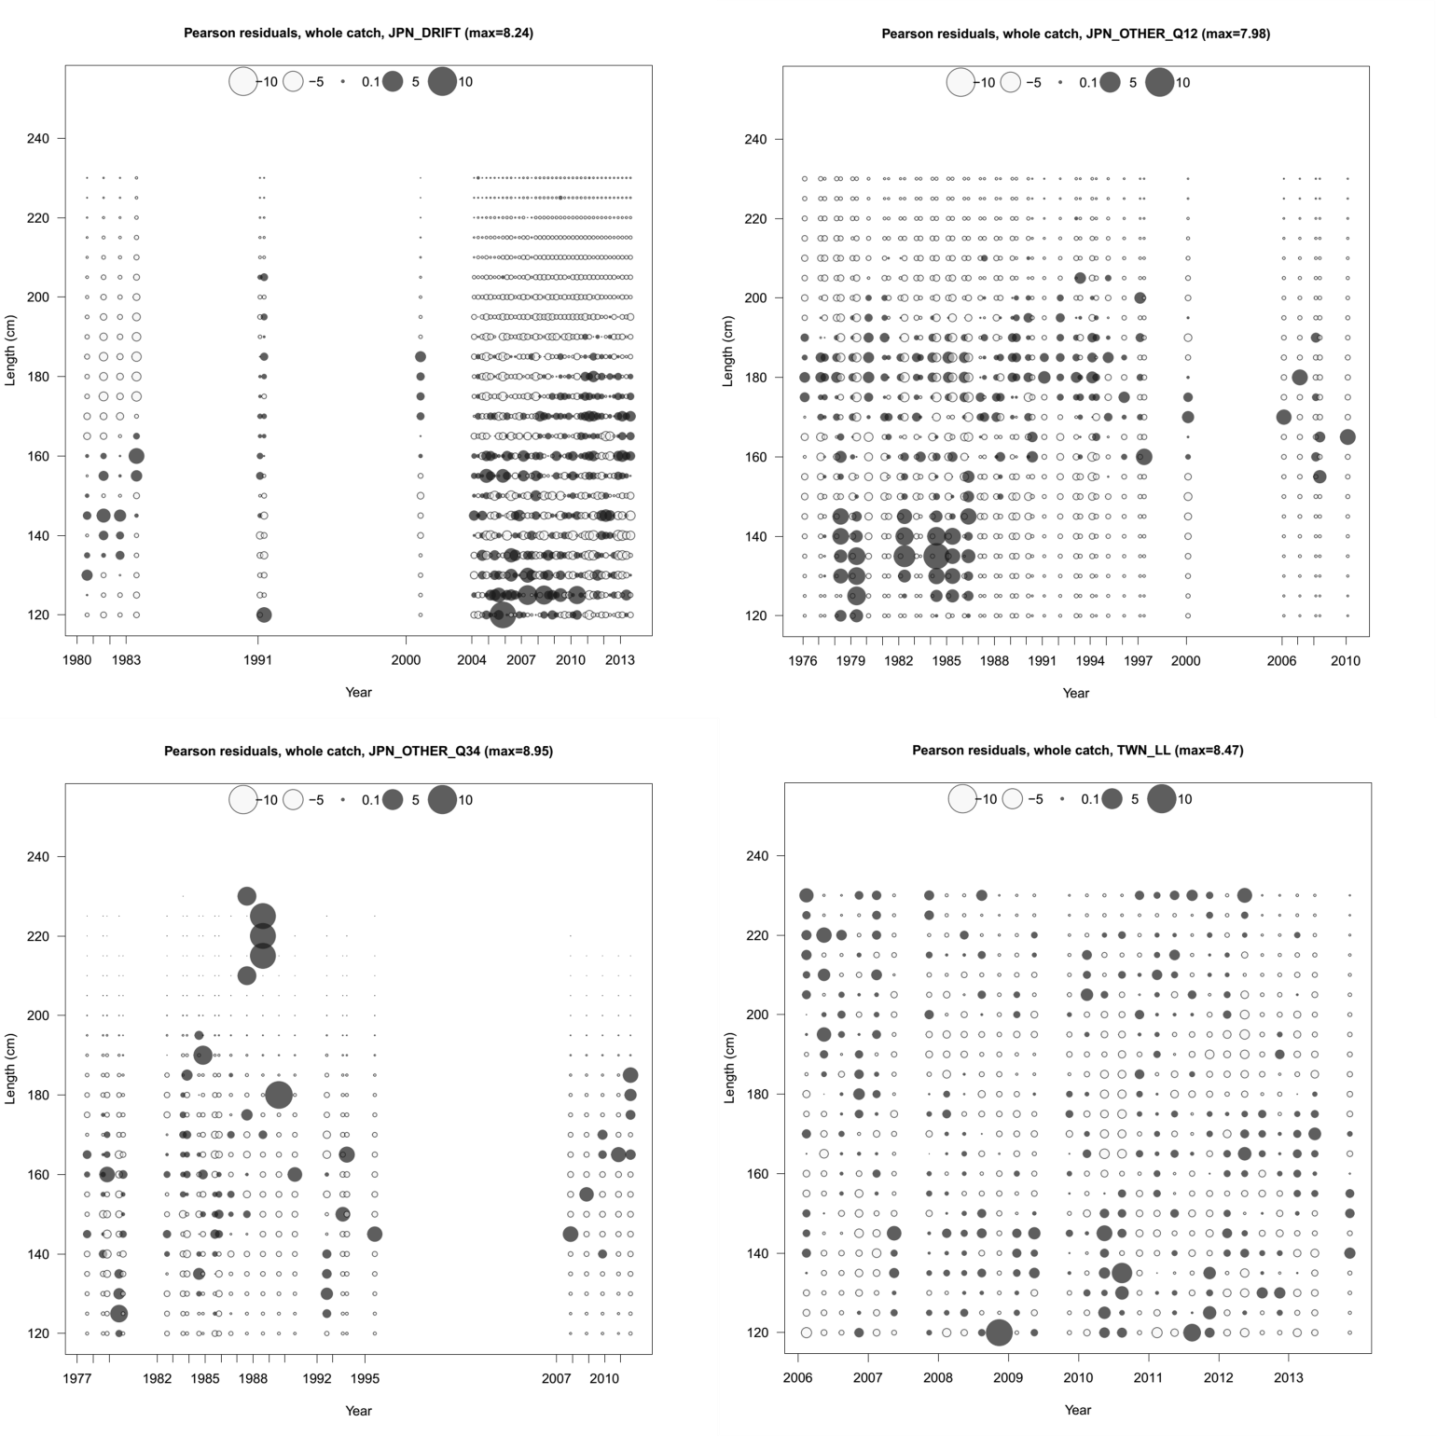 Pearson residuals, whole catch, JPN_DRIFT (max=8.24)
−10 −5 0.1 5 10
240
220
200
180
160
140
120
Length (cm)
1980 1983 1991 2000 2004 2007 2010 2013
Year
Pearson residuals, whole catch, JPN_OTHER_Q12 (max=7.98)
−10 −5 0.1 5 10
240
220
200
180
160
140
120
Length (cm)
1976 1979 1982 1985 1988 1991 1994 1997 2000 2006 2010
Year
Pearson residuals, whole catch, JPN_OTHER_Q34 (max=8.95)
−10 −5 0.1 5 10
240
220
200
180
160
140
120
Length (cm)
1977 1982 1985 1988 1992 1995 2007 2010
Year
Pearson residuals, whole catch, TWN_LL (max=8.47)
−10 −5 0.1 5 10
240
220
200
180
160
140
120
Length (cm)
2006 2007 2008 2009 2010 2011 2012 2013
Year